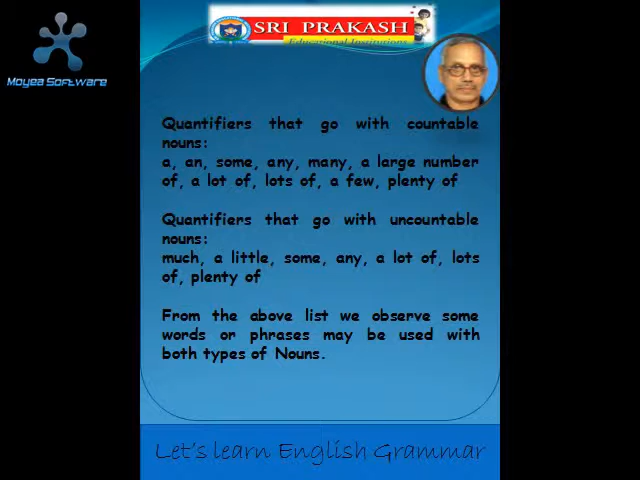 SRI PRAKASH
Educational Institutions
Moyea Software
Quantifiers that go with countable
nouns:
a, an, some, any, many, a large number
of, a lot of, lots of, a few, plenty of
Quantifiers that go with uncountable
nouns:
much, a little, some, any, a lot of, lots
of, plenty of
From the above list we observe some
words or phrases may be used with
both types of Nouns.
Let's learn English Grammar